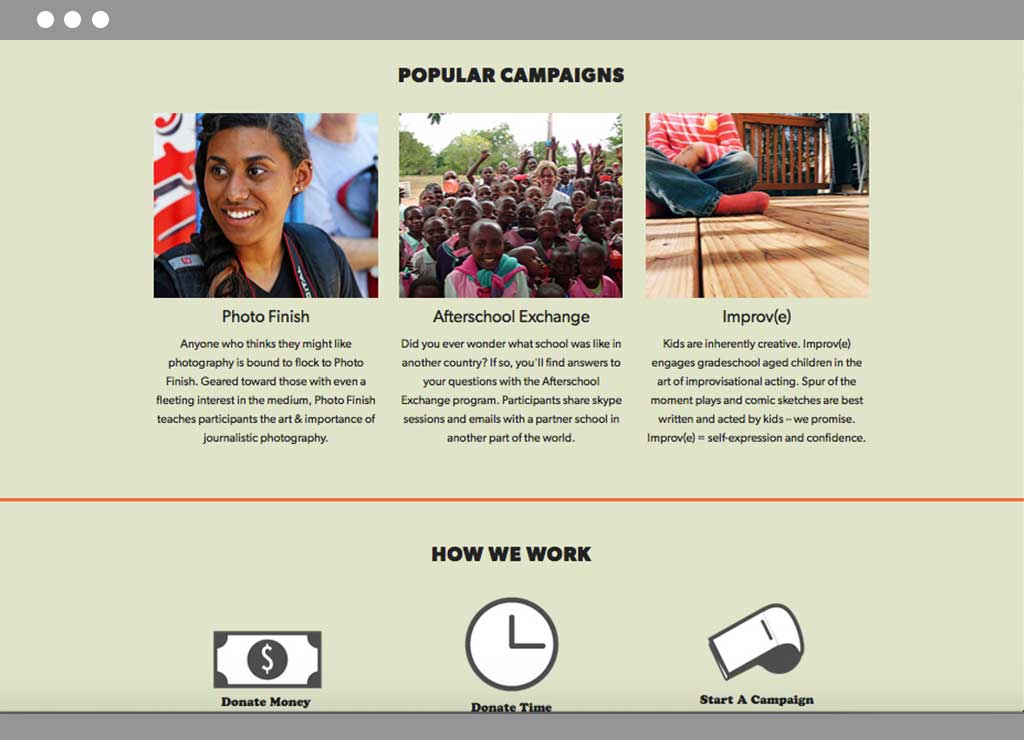 POPULAR CAMPAIGNS
Photo Finish
Anyone who thinks they might like
photography is bound to flock to Photo
Finish. Geared toward those with even a
fleeting interest in the medium, Photo Finish
teaches participants the art & importance of
journalistic photography.
Afterschool Exchange
Did you ever wonder what school was like in
another country? If so, you'll find answers to
your questions with the Afterschool
Exchange program. Participants share skype
sessions and emails with a partner school in
another part of the world.
Improv(e)
Kids are inherently creative. Improv(e)
engages gradeschool aged children in the
art of improvisational acting. Spur of the
moment plays and comic sketches are best
written and acted by kids – we promise.
Improv(e) = self-expression and confidence.
HOW WE WORK
$
Donate Money
Donate Time
Start A Campaign